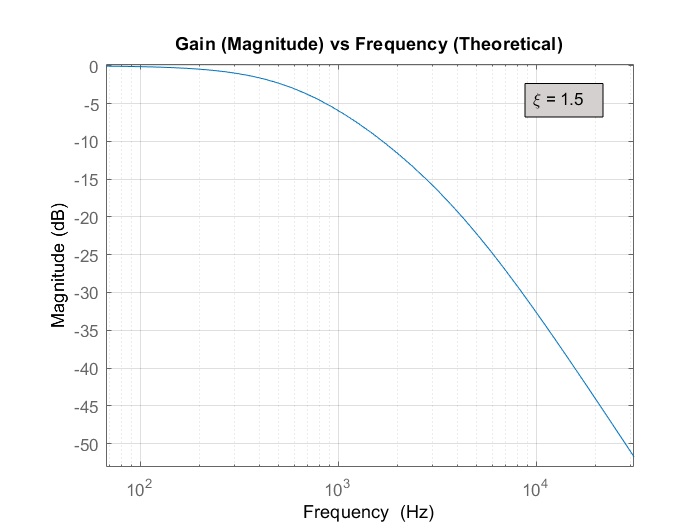 Gain (Magnitude) vs Frequency (Theoretical)
ξ = 1.5
Magnitude (dB)
0
-5
-10
-15
-20
-25
-30
-35
-40
-45
-50
10² 10³ 10⁴
Frequency (Hz)